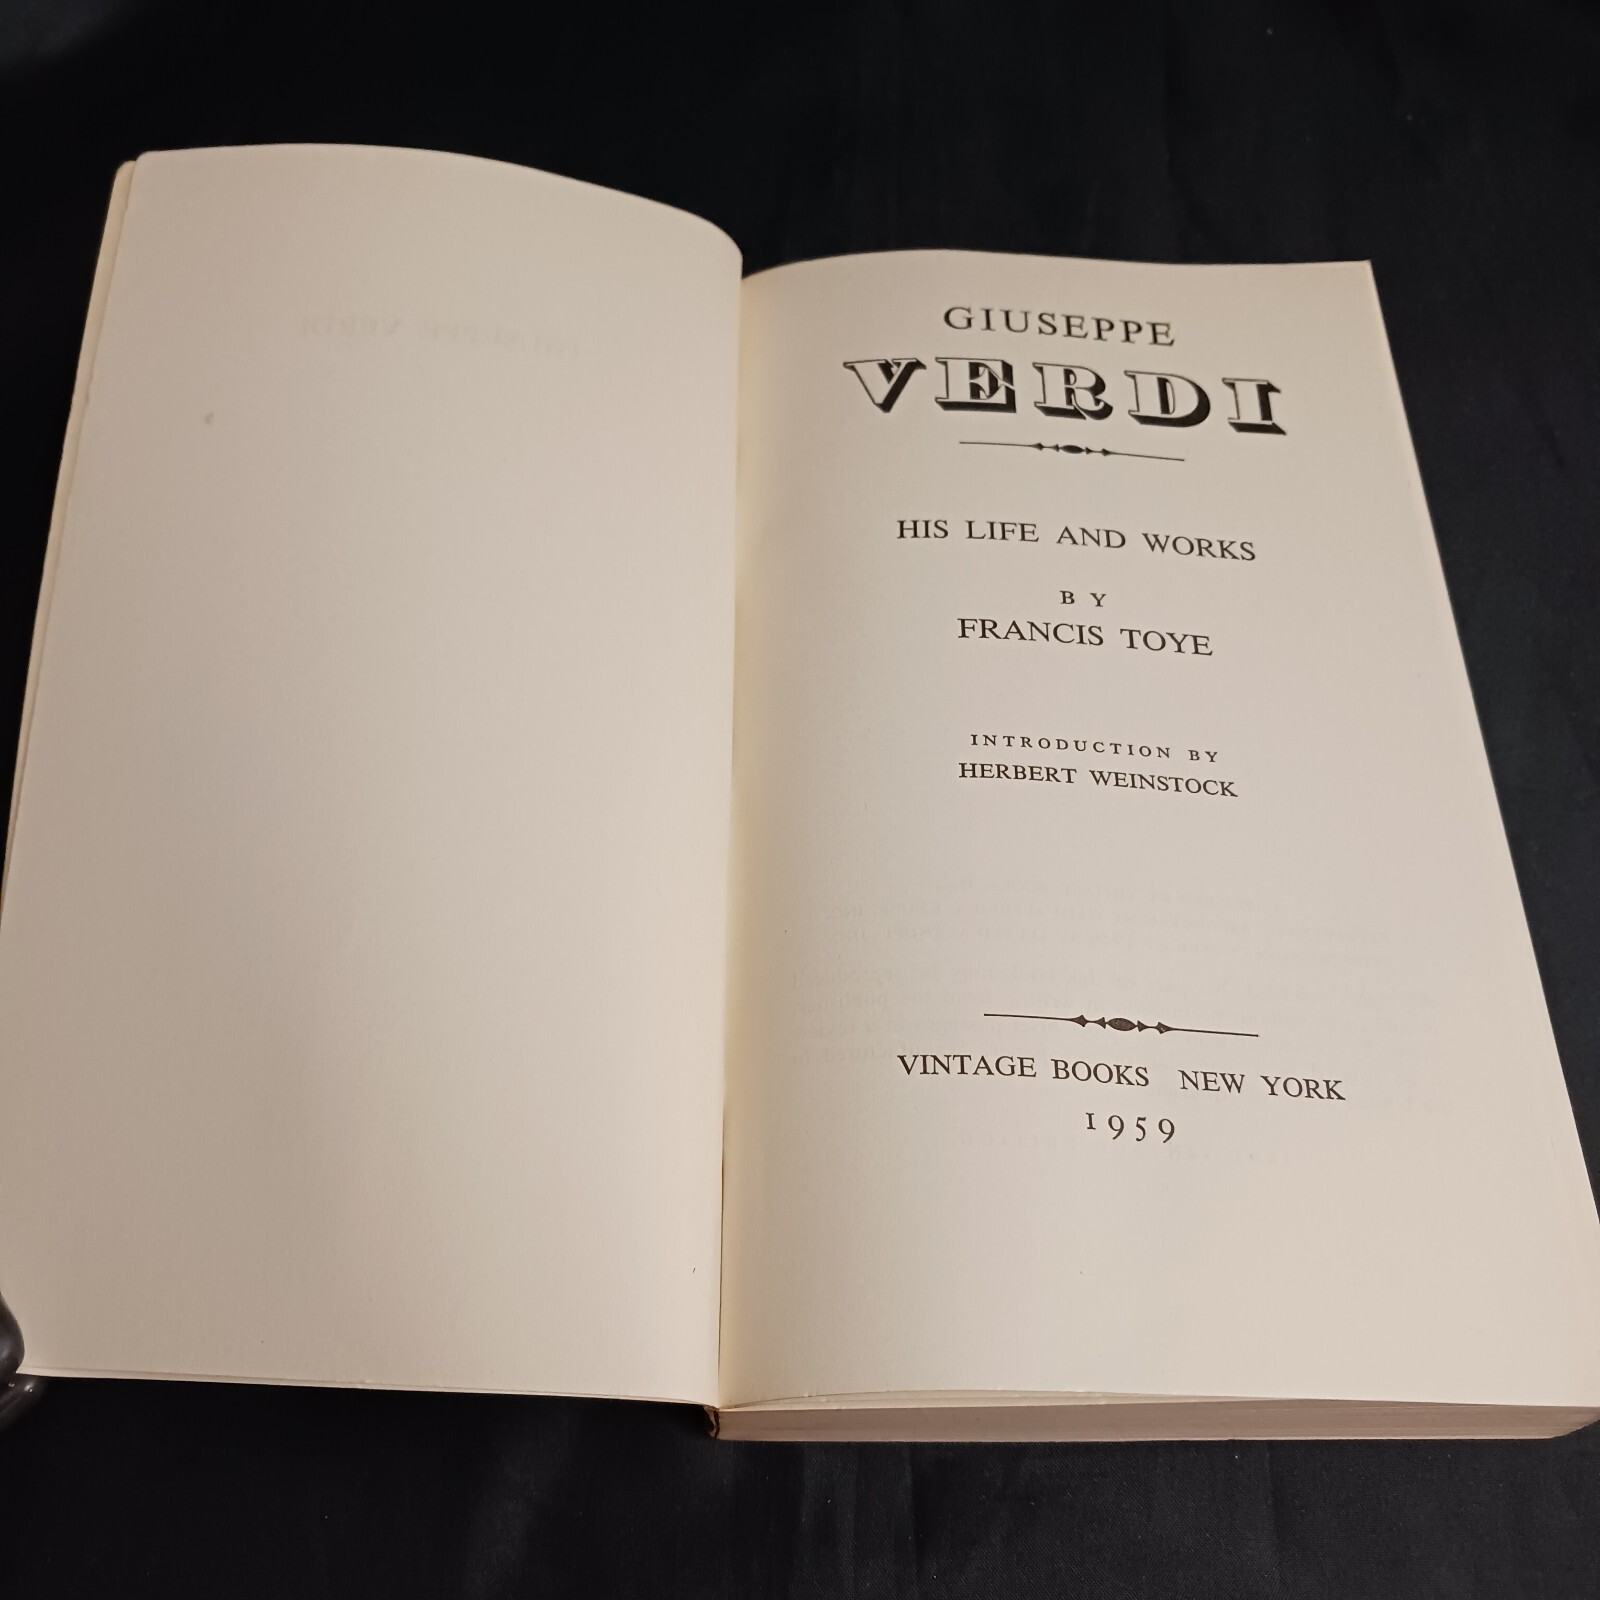 GIUSEPPE
VERDI
HIS LIFE AND WORKS
BY
FRANCIS TOYE
INTRODUCTION BY
HERBERT WEINSTOCK
VINTAGE BOOKS NEW YORK
1959